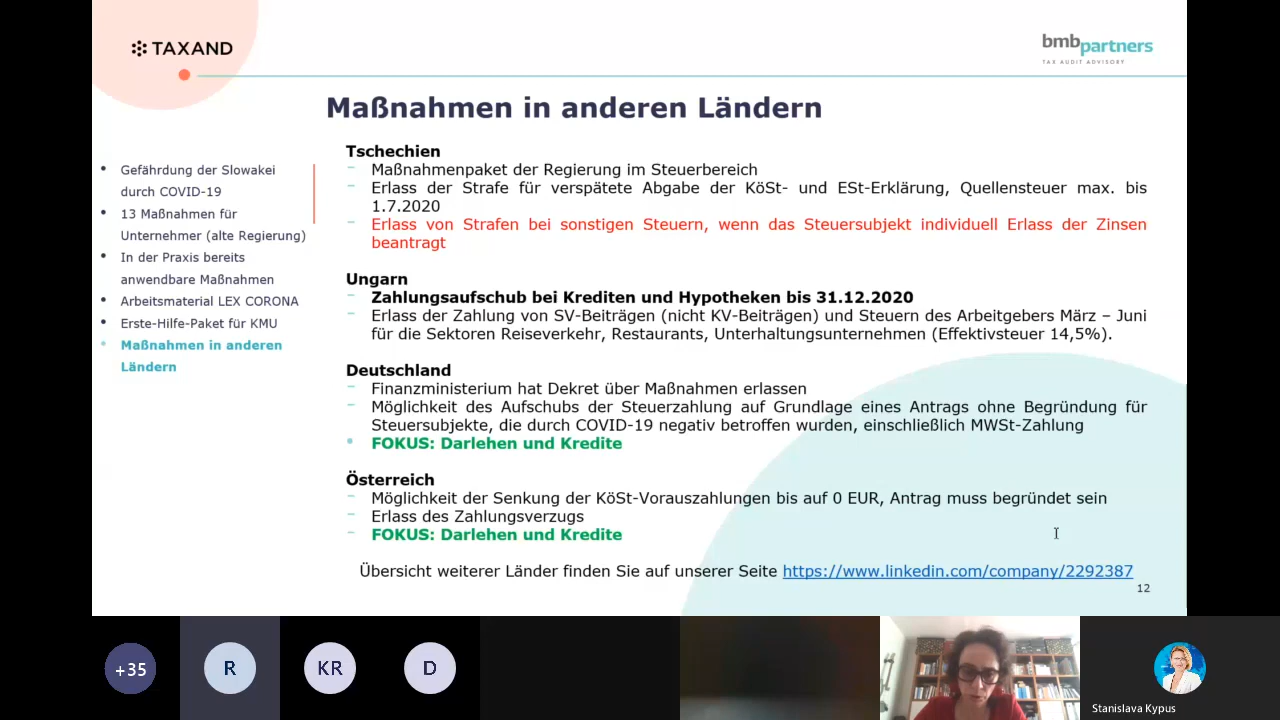 TAXAND
bmbpartners
TAX AUDIT ADVISORY
Maßnahmen in anderen Ländern
• Gefährdung der Slowakei
durch COVID-19
• 13 Maßnahmen für
Unternehmer (alte Regierung)
• In der Praxis bereits
anwendbare Maßnahmen
• Arbeitsmaterial LEX CORONA
• Erste-Hilfe-Paket für KMU
• Maßnahmen in anderen
Ländern
Tschechien
- Maßnahmenpaket der Regierung im Steuerbereich
- Erlass der Strafe für verspätete Abgabe der KöSt- und ESt-Erklärung, Quellensteuer max. bis
1.7.2020
- Erlass von Strafen bei sonstigen Steuern, wenn das Steuersubjekt individuell Erlass der Zinsen
beantragt
Ungarn
- Zahlungsaufschub bei Krediten und Hypotheken bis 31.12.2020
- Erlass der Zahlung von SV-Beiträgen (nicht KV-Beiträgen) und Steuern des Arbeitgebers März – Juni
für die Sektoren Reiseverkehr, Restaurants, Unterhaltungsunternehmen (Effektivsteuer 14,5%).
Deutschland
- Finanzministerium hat Dekret über Maßnahmen erlassen
- Möglichkeit des Aufschubs der Steuerzahlung auf Grundlage eines Antrags ohne Begründung für
Steuersubjekte, die durch COVID-19 negativ betroffen wurden, einschließlich MWSt-Zahlung
• FOKUS: Darlehen und Kredite
Österreich
- Möglichkeit der Senkung der KöSt-Vorauszahlungen bis auf 0 EUR, Antrag muss begründet sein
- Erlass des Zahlungsverzugs
- FOKUS: Darlehen und Kredite
Übersicht weiterer Länder finden Sie auf unserer Seite https://www.linkedin.com/company/2292387
12
+35
R
KR
D
Stanislava Kypus